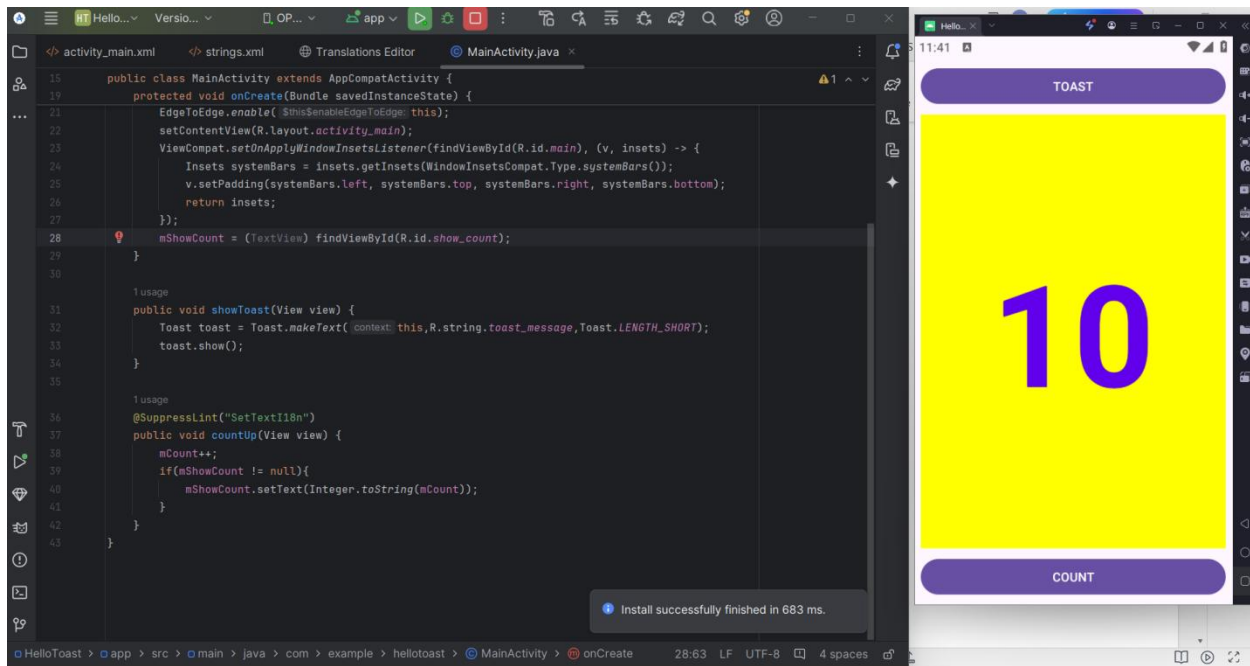 HT Hello... Versio... OP... app
activity_main.xml strings.xml Translations Editor MainActivity.java
1
15 public class MainActivity extends AppCompatActivity {
19 protected void onCreate(Bundle savedInstanceState) {
21 EdgeToEdge.enable( $this$enableEdgeToEdge: this);
22 setContentView(R.layout.activity_main);
23 ViewCompat.setOnApplyWindowInsetsListener(findViewById(R.id.main), (v, insets) -> {
24 Insets systemBars = insets.getInsets(WindowInsetsCompat.Type.systemBars());
25 v.setPadding(systemBars.left, systemBars.top, systemBars.right, systemBars.bottom);
26 return insets;
27 });
28 mShowCount = (TextView) findViewById(R.id.show_count);
29 }
30
1 usage
31 public void showToast(View view) {
32 Toast toast = Toast.makeText( context: this,R.string.toast_message,Toast.LENGTH_SHORT);
33 toast.show();
34 }
35
1 usage
36 @SuppressLint("SetTextI18n")
37 public void countUp(View view) {
38 mCount++;
39 if(mShowCount != null){
40 mShowCount.setText(Integer.toString(mCount));
41 }
42 }
43 }
Install successfully finished in 683 ms.
HelloToast > app > src > main > java > com > example > hellotoast > MainActivity > onCreate 28:63 LF UTF-8 4 spaces
Hello...
11:41
TOAST
10
COUNT